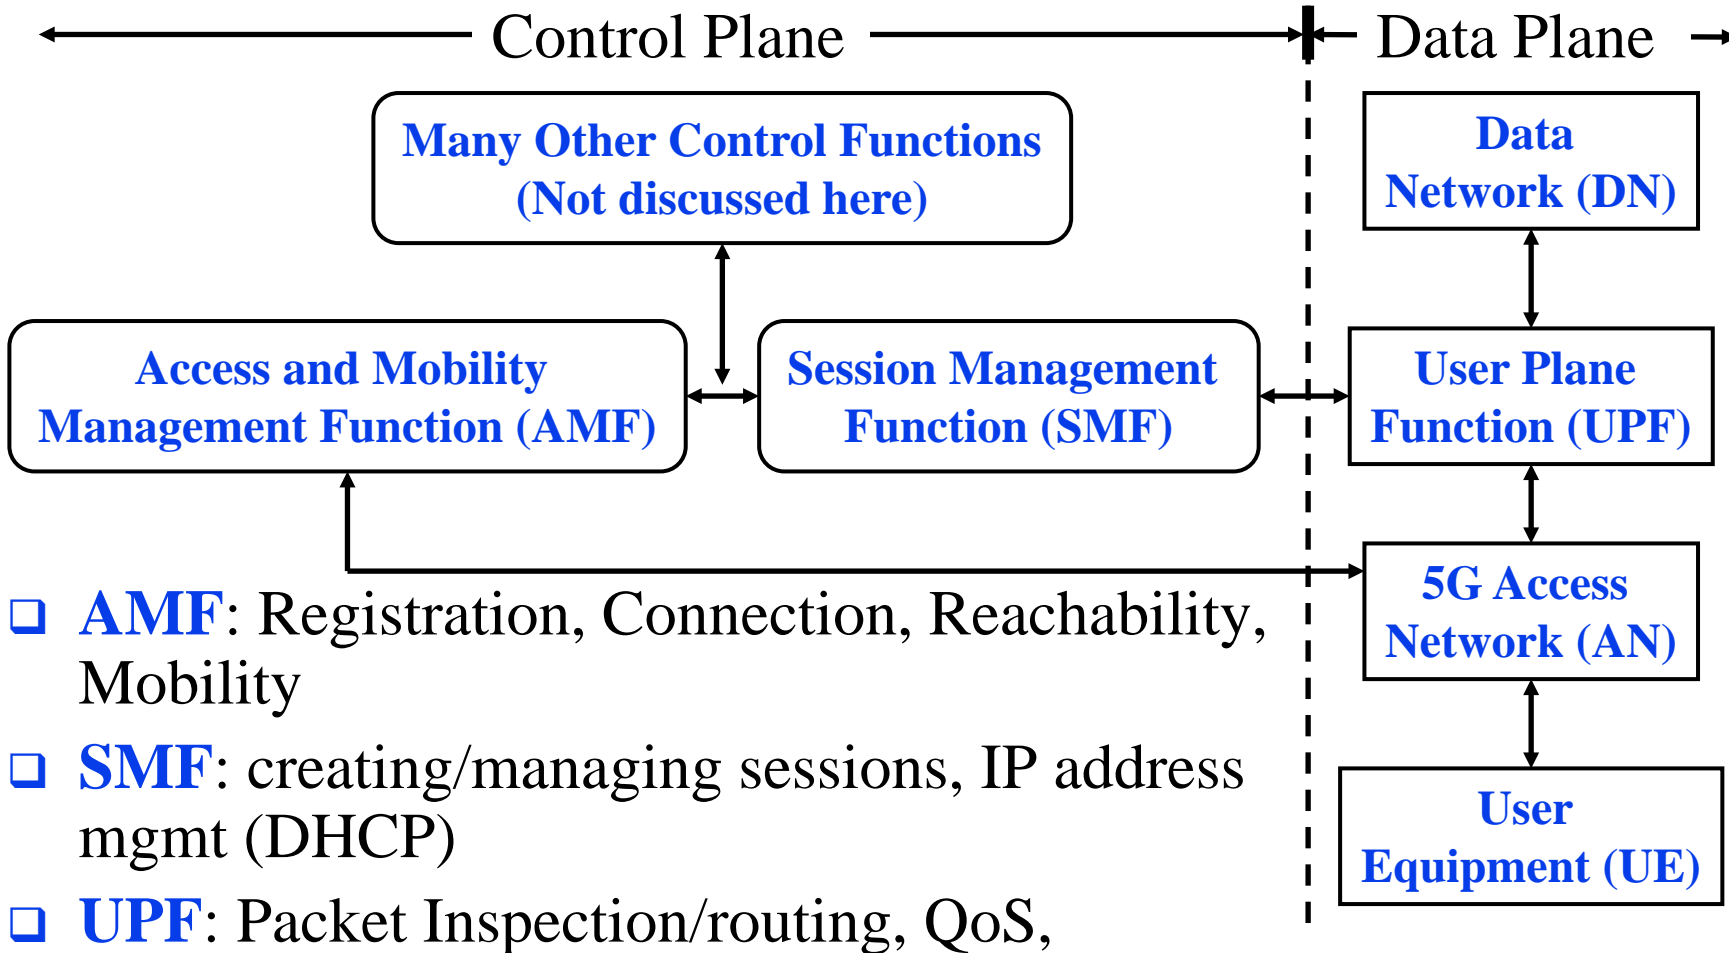 Control Plane
Data Plane
Many Other Control Functions
(Not discussed here)
Data
Network (DN)
Access and Mobility
Management Function (AMF)
Session Management
Function (SMF)
User Plane
Function (UPF)
5G Access
Network (AN)
User
Equipment (UE)
AMF: Registration, Connection, Reachability,
Mobility
SMF: creating/managing sessions, IP address
mgmt (DHCP)
UPF: Packet Inspection/routing, QoS,